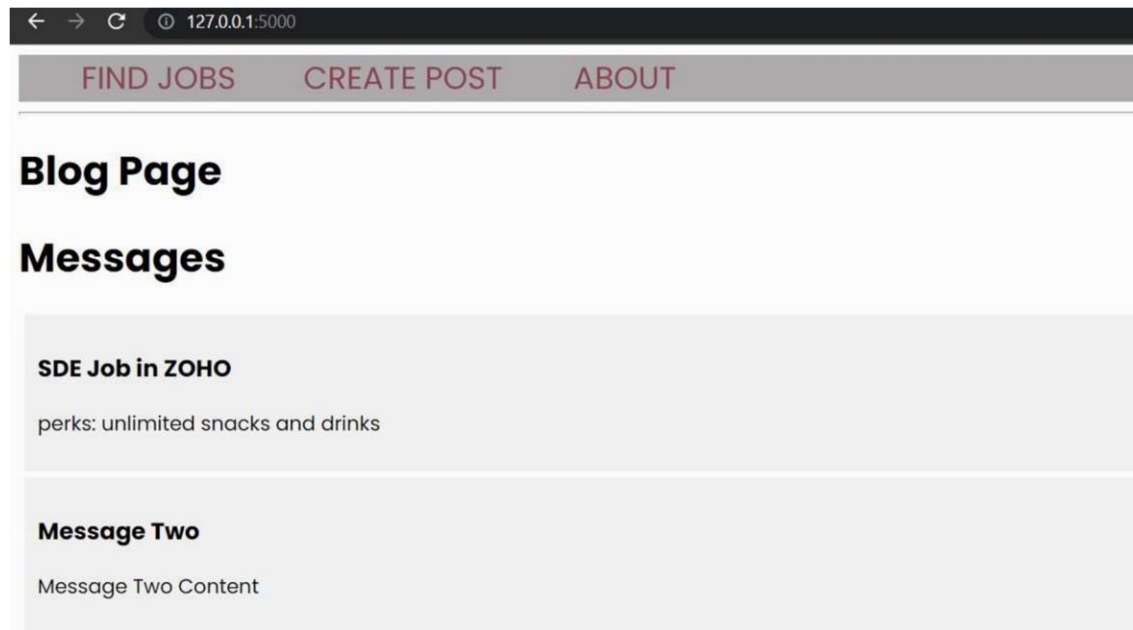 127.0.0.1:5000
FIND JOBS CREATE POST ABOUT
Blog Page
Messages
SDE Job in ZOHO
perks: unlimited snacks and drinks
Message Two
Message Two Content